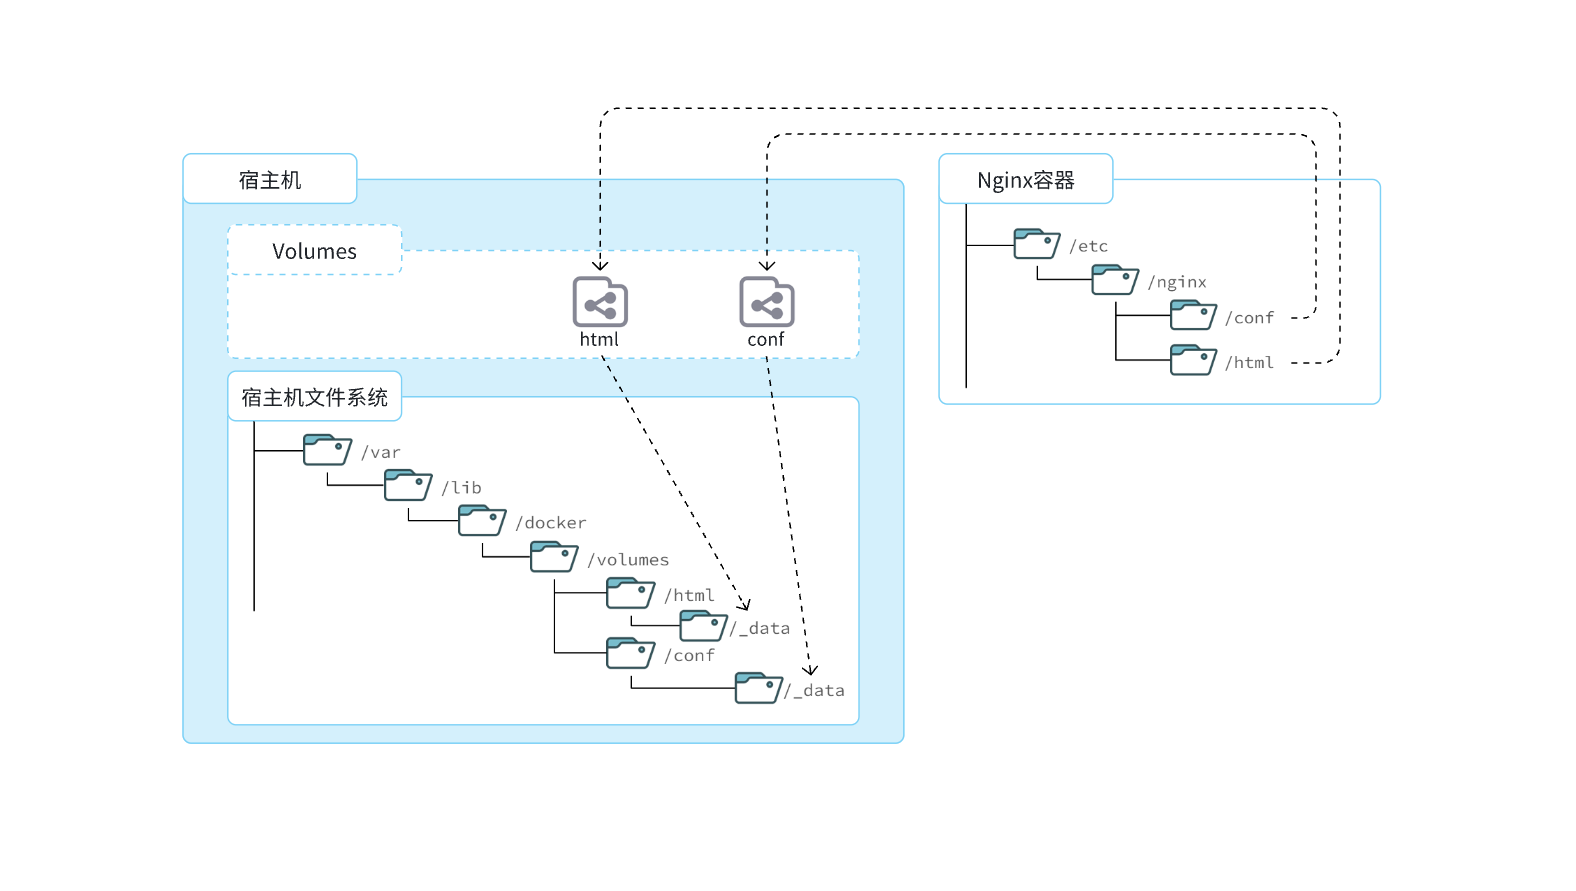 宿主机
Volumes
html
conf
宿主机文件系统
/var
/lib
/docker
/volumes
/html
/_data
/conf
/_data
Nginx容器
/etc
/nginx
/conf
/html